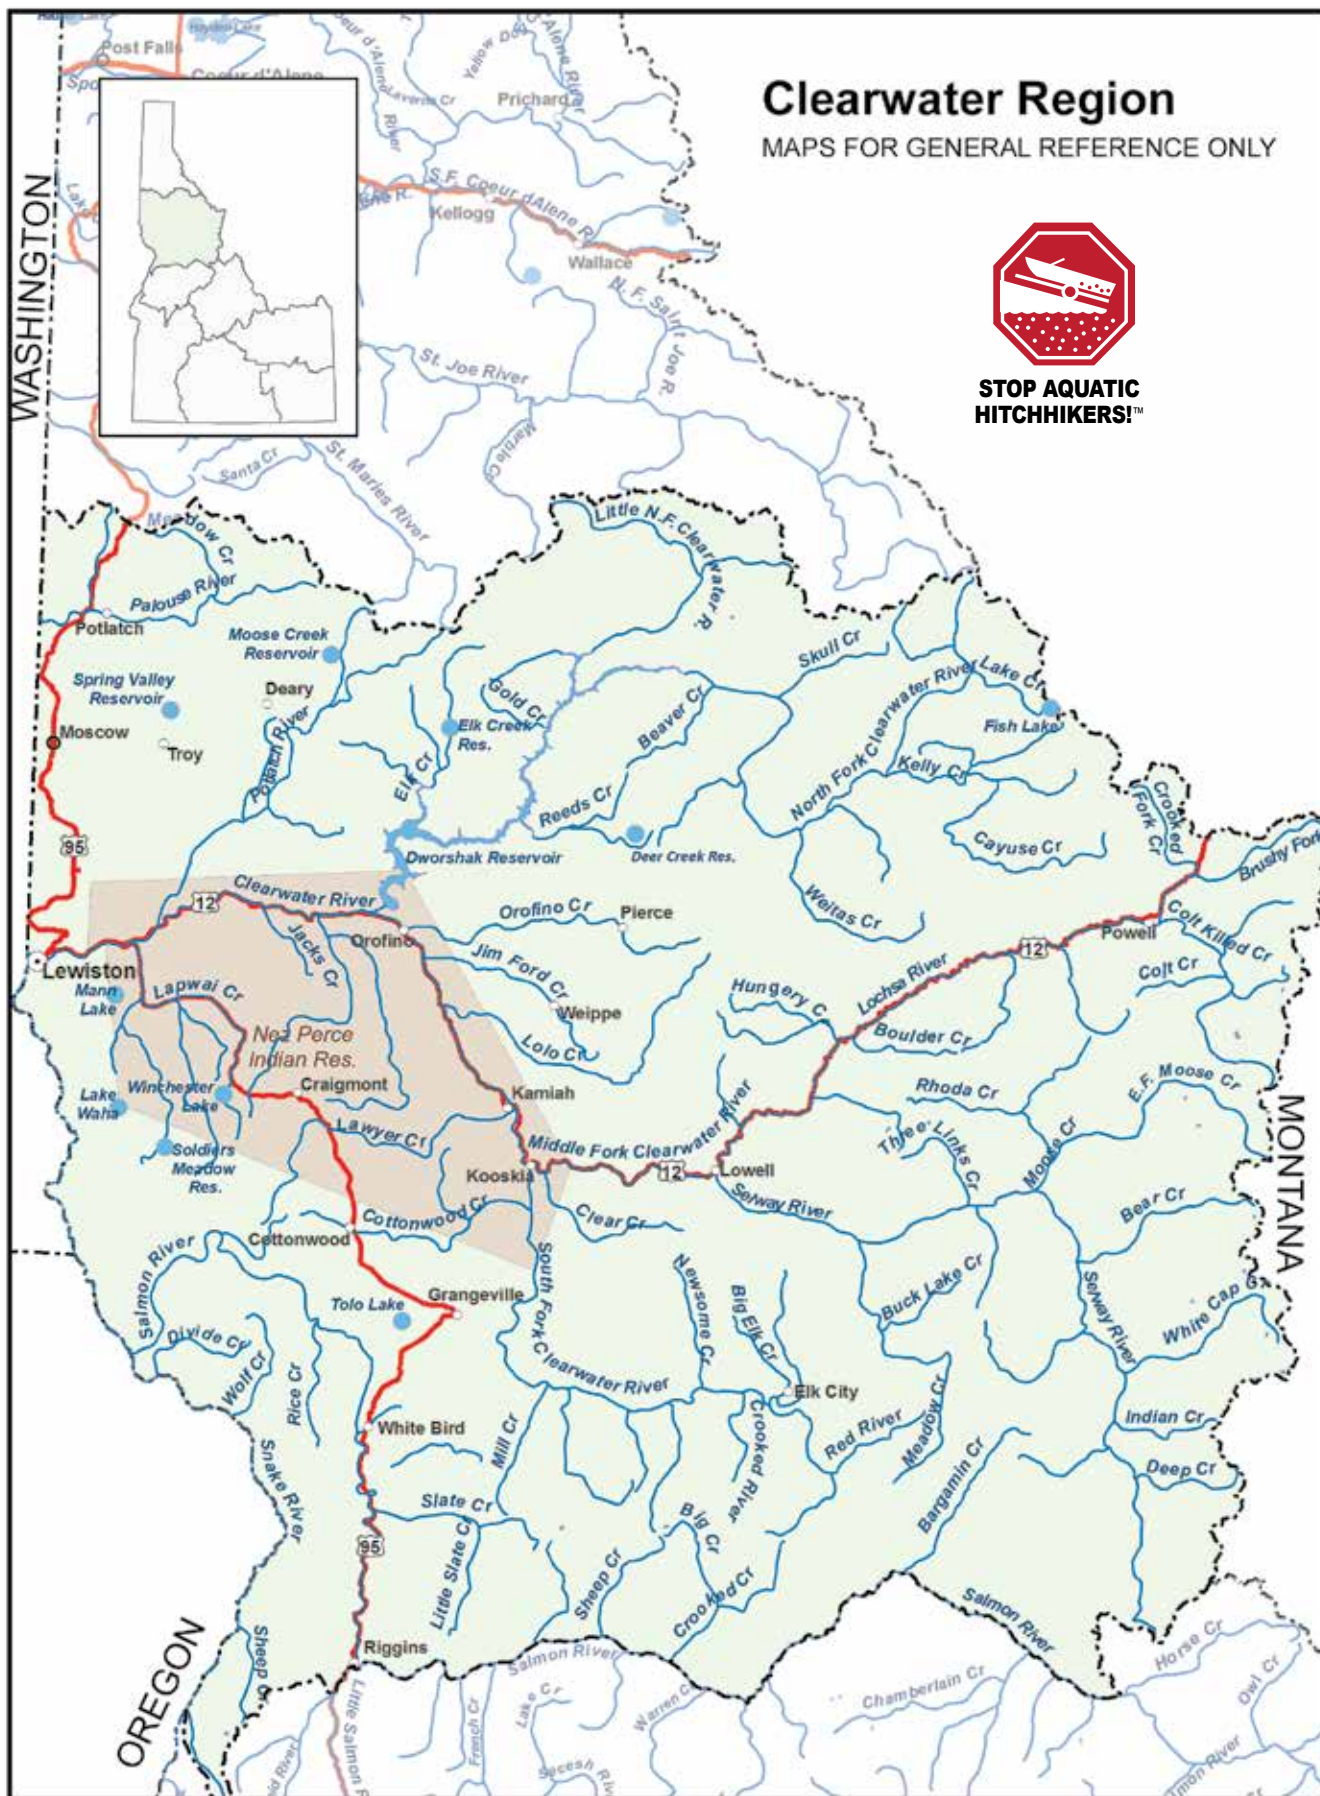 Clearwater Region
MAPS FOR GENERAL REFERENCE ONLY
STOP AQUATIC
HITCHHIKERS!™
WASHINGTON
MONTANA
OREGON
Hayden Lake
Post Falls
Coeur d'Alene
Yellow Dog
Prichard
S.F. Coeur dAlene R.
Kellogg
Wallace
N. F. Saint Joe R.
St. Joe River
Marble Cr
Santa Cr
St. Maries River
Meadow Cr
Palouse River
Potlatch
Little N.F. Clearwater R.
Moose Creek
Reservoir
Spring Valley
Reservoir
Deary
Moscow
Troy
Potlatch River
Gold Cr
Elk Creek
Res.
Elk Cr
Beaver Cr
Skull Cr
Reeds Cr
North Fork Clearwater River
Lake Cr
Fish Lake
Kelly Cr
Cayuse Cr
Crooked
Fork Cr
Brushy Fork
95
Dworshak Reservoir
Deer Creek Res.
Weitas Cr
Clearwater River
12
Orofino Cr
Pierce
Orofino
Jacks Cr
Jim Ford Cr
Weippe
Lolo Cr
Lewiston
Mann
Lake
Lapwai Cr
Nez Perce
Indian Res.
Hungery C
Lochsa River
12
Powell
Colt Killed Cr
Colt Cr
Boulder Cr
Craigmont
Winchester
Lake
Lake
Waha
Soldiers
Meadow
Res.
Kamiah
Lawyer Cr
Middle Fork Clearwater River
Kooskia
12
Lowell
Rhoda Cr
Three Links Cr
Moose Cr
E.F. Moose Cr
Selway River
Bear Cr
Cottonwood Cr
Cottonwood
Clear Cr
Salmon River
Grangeville
Tolo Lake
South Fork Clearwater River
Newsome Cr
Big Elk Cr
Buck Lake Cr
Selway River
White Cap Cr
Divide Cr
Wolf Cr
Rice Cr
White Bird
Mill Cr
Elk City
Crooked River
Red River
Meadow Cr
Bargamin Cr
Indian Cr
Deep Cr
Snake River
Slate Cr
Little Slate C
95
Sheep Cr
Big Cr
Crooked Cr
Salmon River
Sheep Cr
Riggins
Salmon River
Little Salmon R
French Cr
Lake Cr
Warren C
Secesh Riv
Chamberlain Cr
Horse Cr
Owl Cr